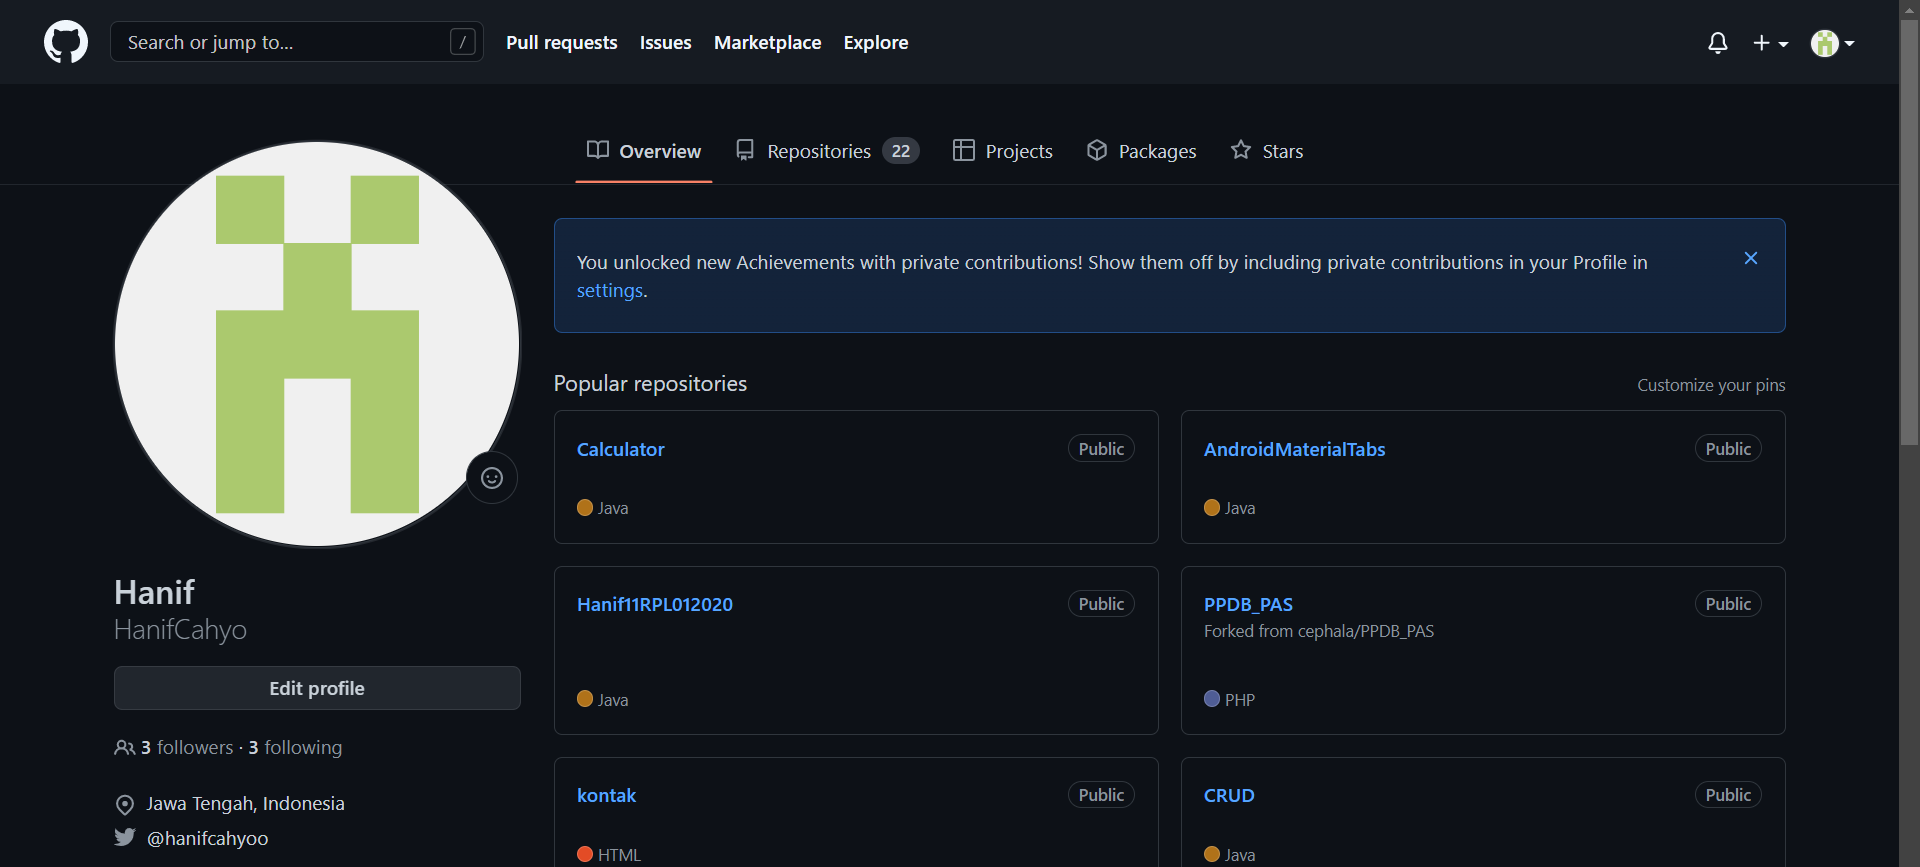 Search or jump to... /
Pull requests Issues Marketplace Explore
Overview Repositories 22 Projects Packages Stars
You unlocked new Achievements with private contributions! Show them off by including private contributions in your Profile in
settings.
Popular repositories
Customize your pins
Calculator Public
Java
AndroidMaterialTabs Public
Java
Hanif11RPL012020 Public
Java
PPDB_PAS Public
Forked from cephala/PPDB_PAS
PHP
kontak Public
HTML
CRUD Public
Java
Hanif
HanifCahyo
Edit profile
3 followers · 3 following
Jawa Tengah, Indonesia
@hanifcahyoo